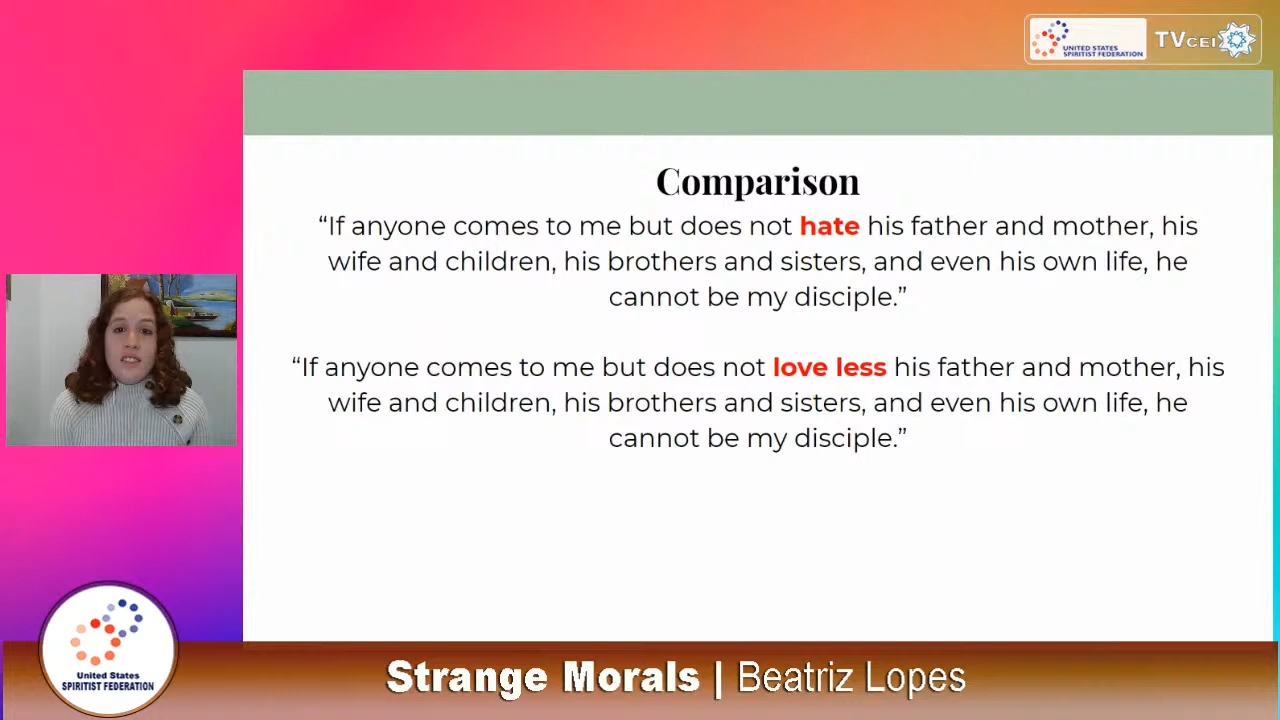 UNITED STATES
SPIRITIST FEDERATION
TVCEI
Comparison
“If anyone comes to me but does not hate his father and mother, his
wife and children, his brothers and sisters, and even his own life, he
cannot be my disciple.”
“If anyone comes to me but does not love less his father and mother, his
wife and children, his brothers and sisters, and even his own life, he
cannot be my disciple.”
United States
SPIRITIST FEDERATION
Strange Morals | Beatriz Lopes